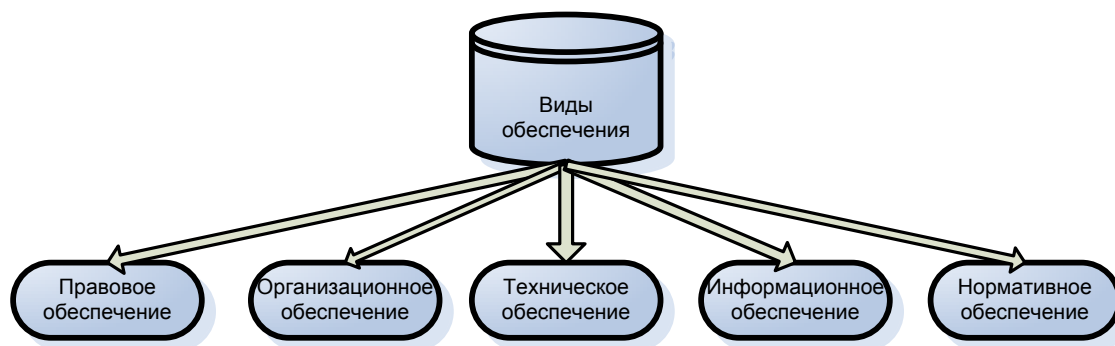 Виды
обеспечения
Правовое
обеспечение
Организационное
обеспечение
Техническое
обеспечение
Информационное
обеспечение
Нормативное
обеспечение